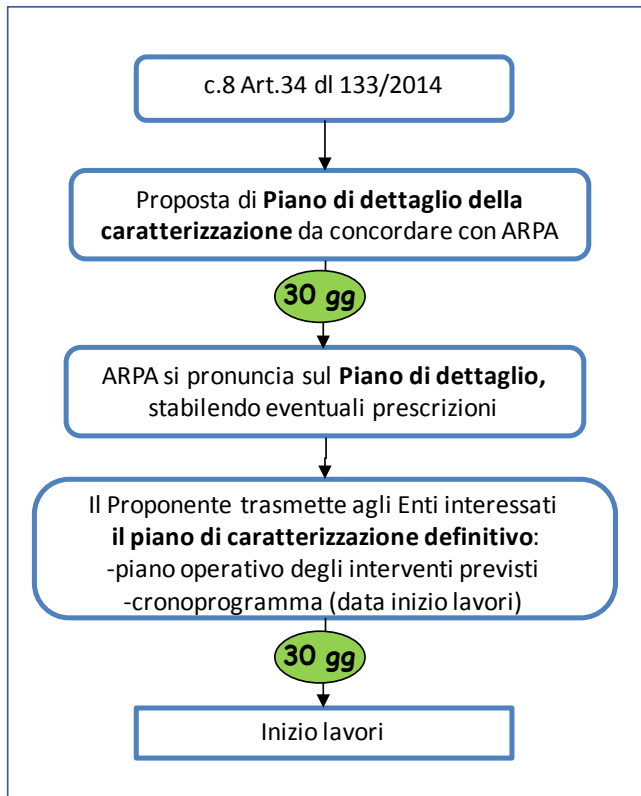 c.8 Art.34 dl 133/2014
Proposta di Piano di dettaglio della
caratterizzazione da concordare con ARPA
30 gg
ARPA si pronuncia sul Piano di dettaglio,
stabilendo eventuali prescrizioni
Il Proponente trasmette agli Enti interessati
il piano di caratterizzazione definitivo:
-piano operativo degli interventi previsti
-cronoprogramma (data inizio lavori)
30 gg
Inizio lavori